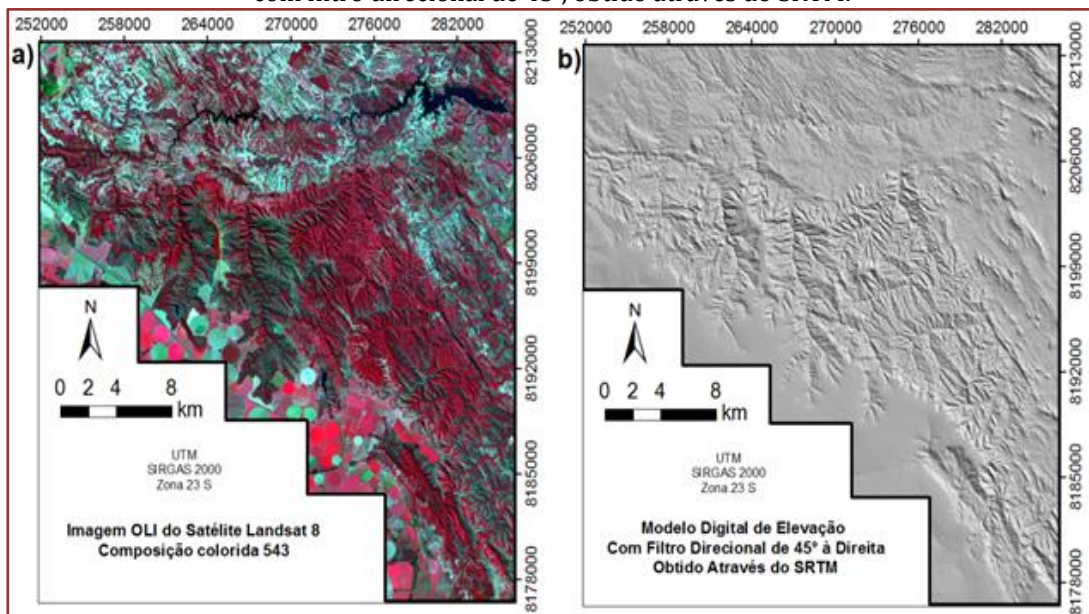 com filtro direcional de 45°, obtido através do SRTM.
252000 258000 264000 270000 276000 282000
a)
8213000
8206000
8199000
8192000
8185000
8178000
N
0 2 4 8
km
UTM
SIRGAS 2000
Zona 23 S
Imagem OLI do Satélite Landsat 8
Composição colorida 543
252000 258000 264000 270000 276000 282000
b)
8213000
8206000
8199000
8192000
8185000
8178000
N
0 2 4 8
km
UTM
SIRGAS 2000
Zona 23 S
Modelo Digital de Elevação
Com Filtro Direcional de 45° à Direita
Obtido Através do SRTM